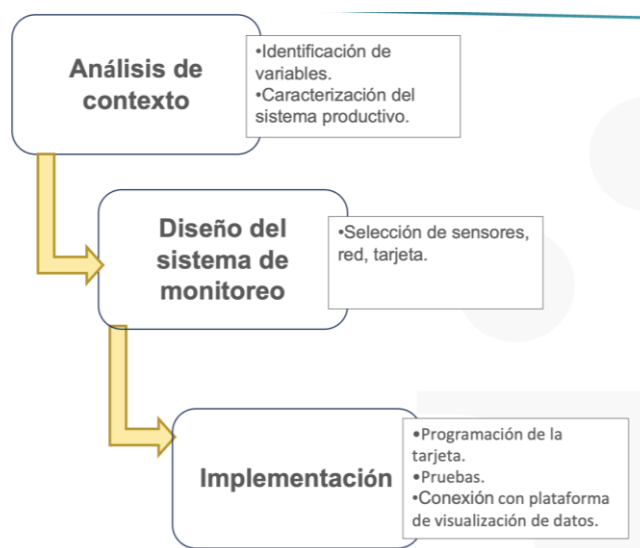 Análisis de
contexto
•Identificación de
variables.
•Caracterización del
sistema productivo.
Diseño del
sistema de
monitoreo
•Selección de sensores,
red, tarjeta.
Implementación
•Programación de la
tarjeta.
•Pruebas.
•Conexión con plataforma
de visualización de datos.